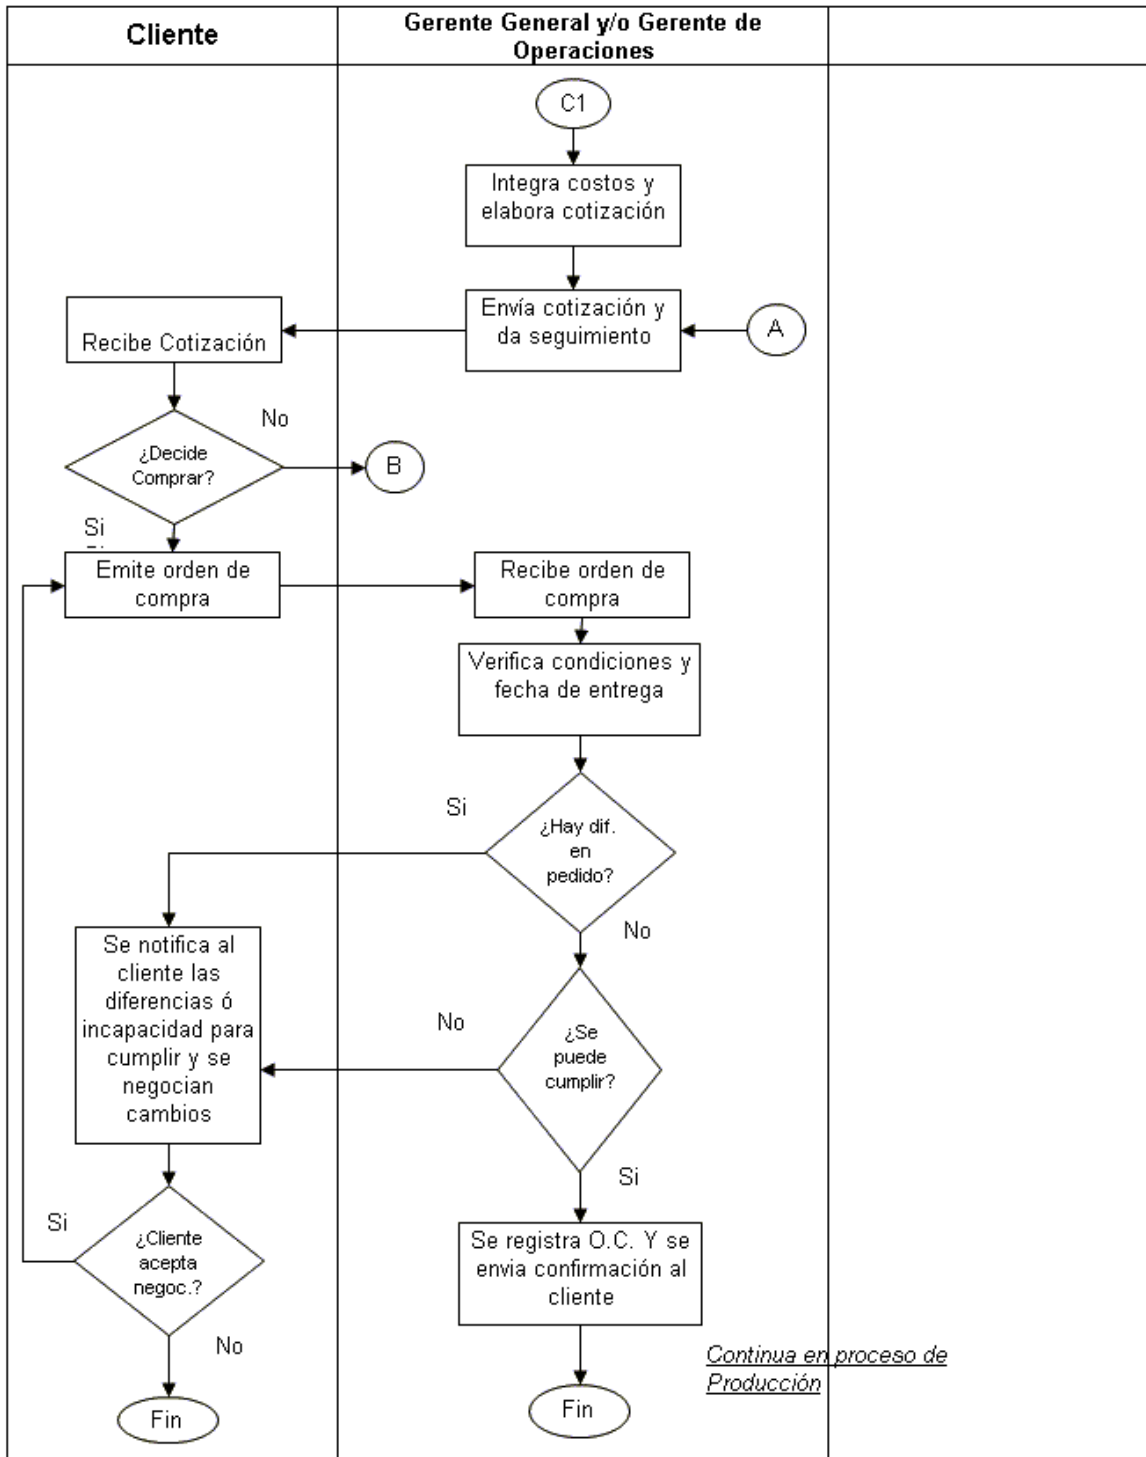 Cliente
Gerente General y/o Gerente de
Operaciones
C1
Integra costos y
elabora cotización
Envía cotización y
da seguimiento
A
Recibe Cotización
No
¿Decide
Comprar?
B
Si
Emite orden de
compra
Recibe orden de
compra
Verifica condiciones y
fecha de entrega
Si
¿Hay dif.
en
pedido?
No
Se notifica al
cliente las
diferencias ó
incapacidad para
cumplir y se
negocian
cambios
No
¿Se
puede
cumplir?
Si
Si
¿Cliente
acepta
negoc.?
No
Se registra O.C. Y se
envia confirmación al
cliente
Continua en proceso de
Producción
Fin
Fin